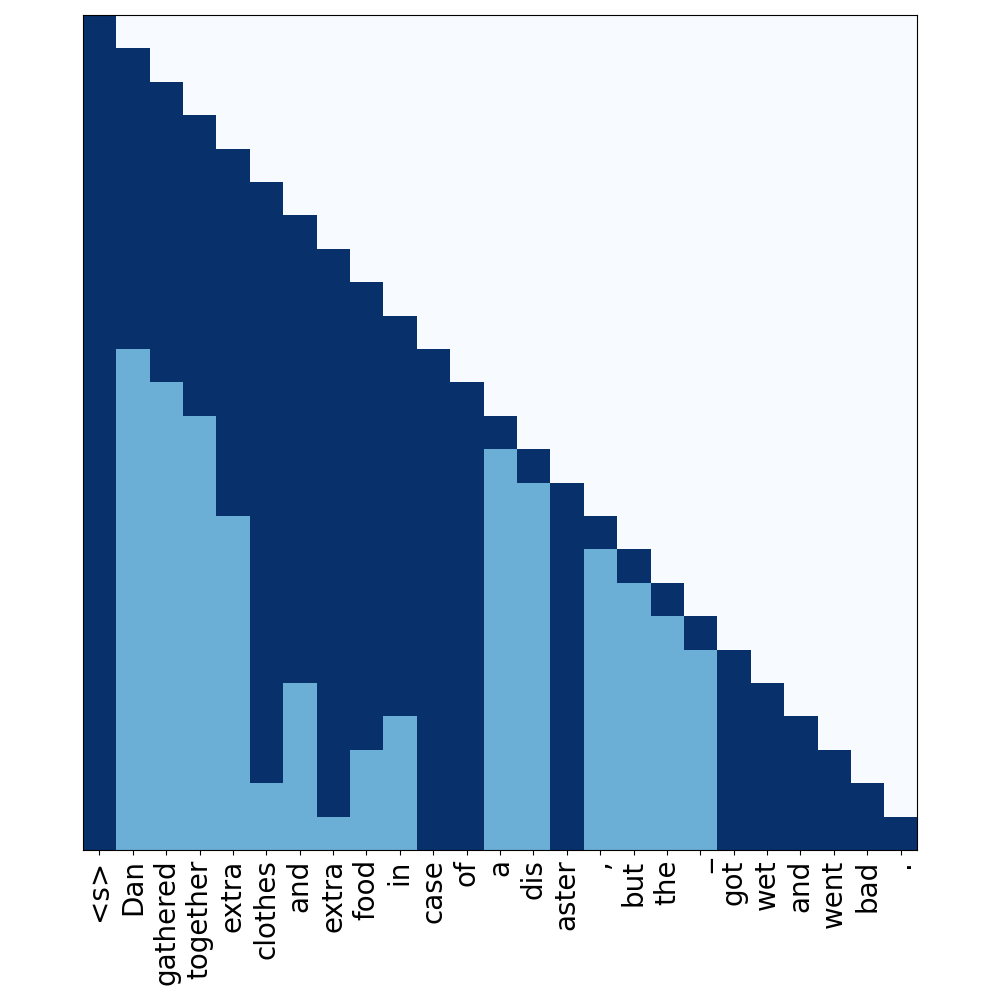 <s> Dan gathered together extra clothes and extra food in case of a dis aster , but the _ got wet and went bad .